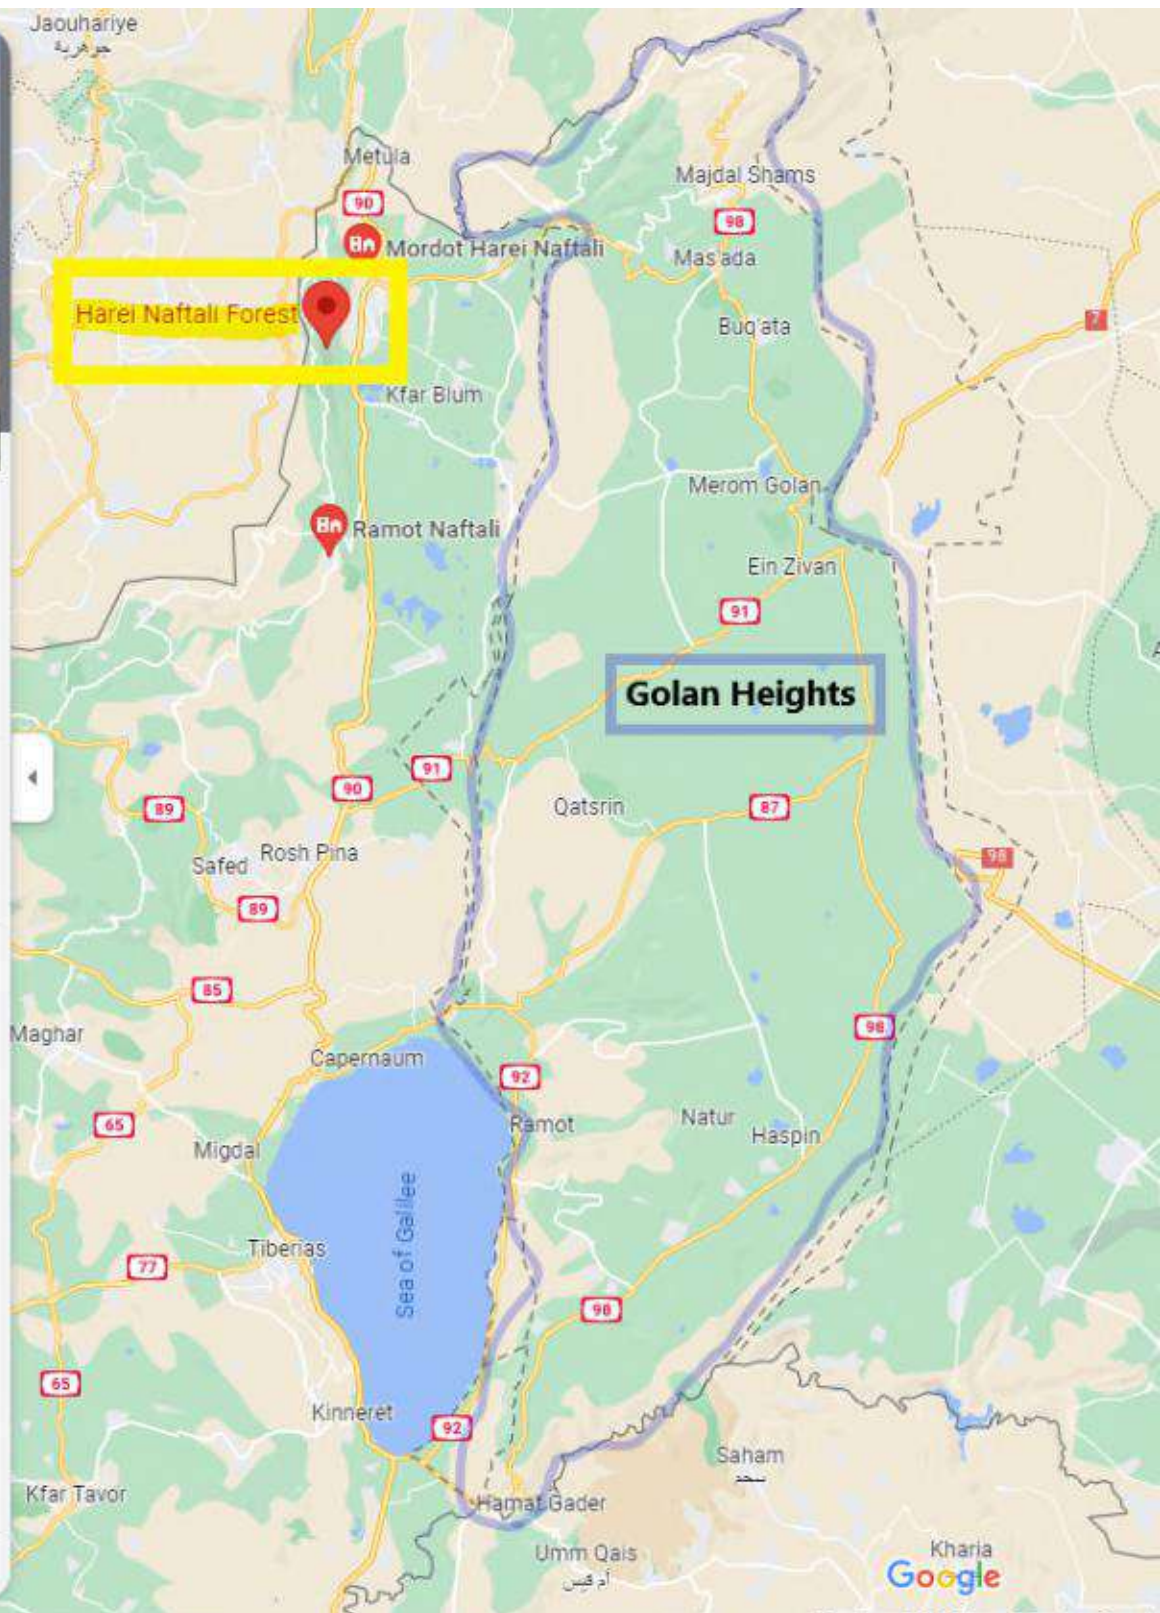 Jaouhariye
جوهرية
Metula
90
Majdal Shams
98
Mordot Harei Naftali
Mas'ada
Harei Naftali Forest
Buq'ata
7
Kfar Blum
Merom Golan
Ramot Naftali
Ein Zivan
91
Golan Heights
91
90
89
Qatsrin
87
Safed
Rosh Pina
98
89
85
Maghar
98
Capernaum
92
65
Ramot
Natur
Haspin
Migdal
Sea of Galilee
Tiberias
77
98
65
Kinneret
92
Saham
سحم
Kfar Tavor
Hamat Gader
Umm Qais
أم قيس
Kharja
Google